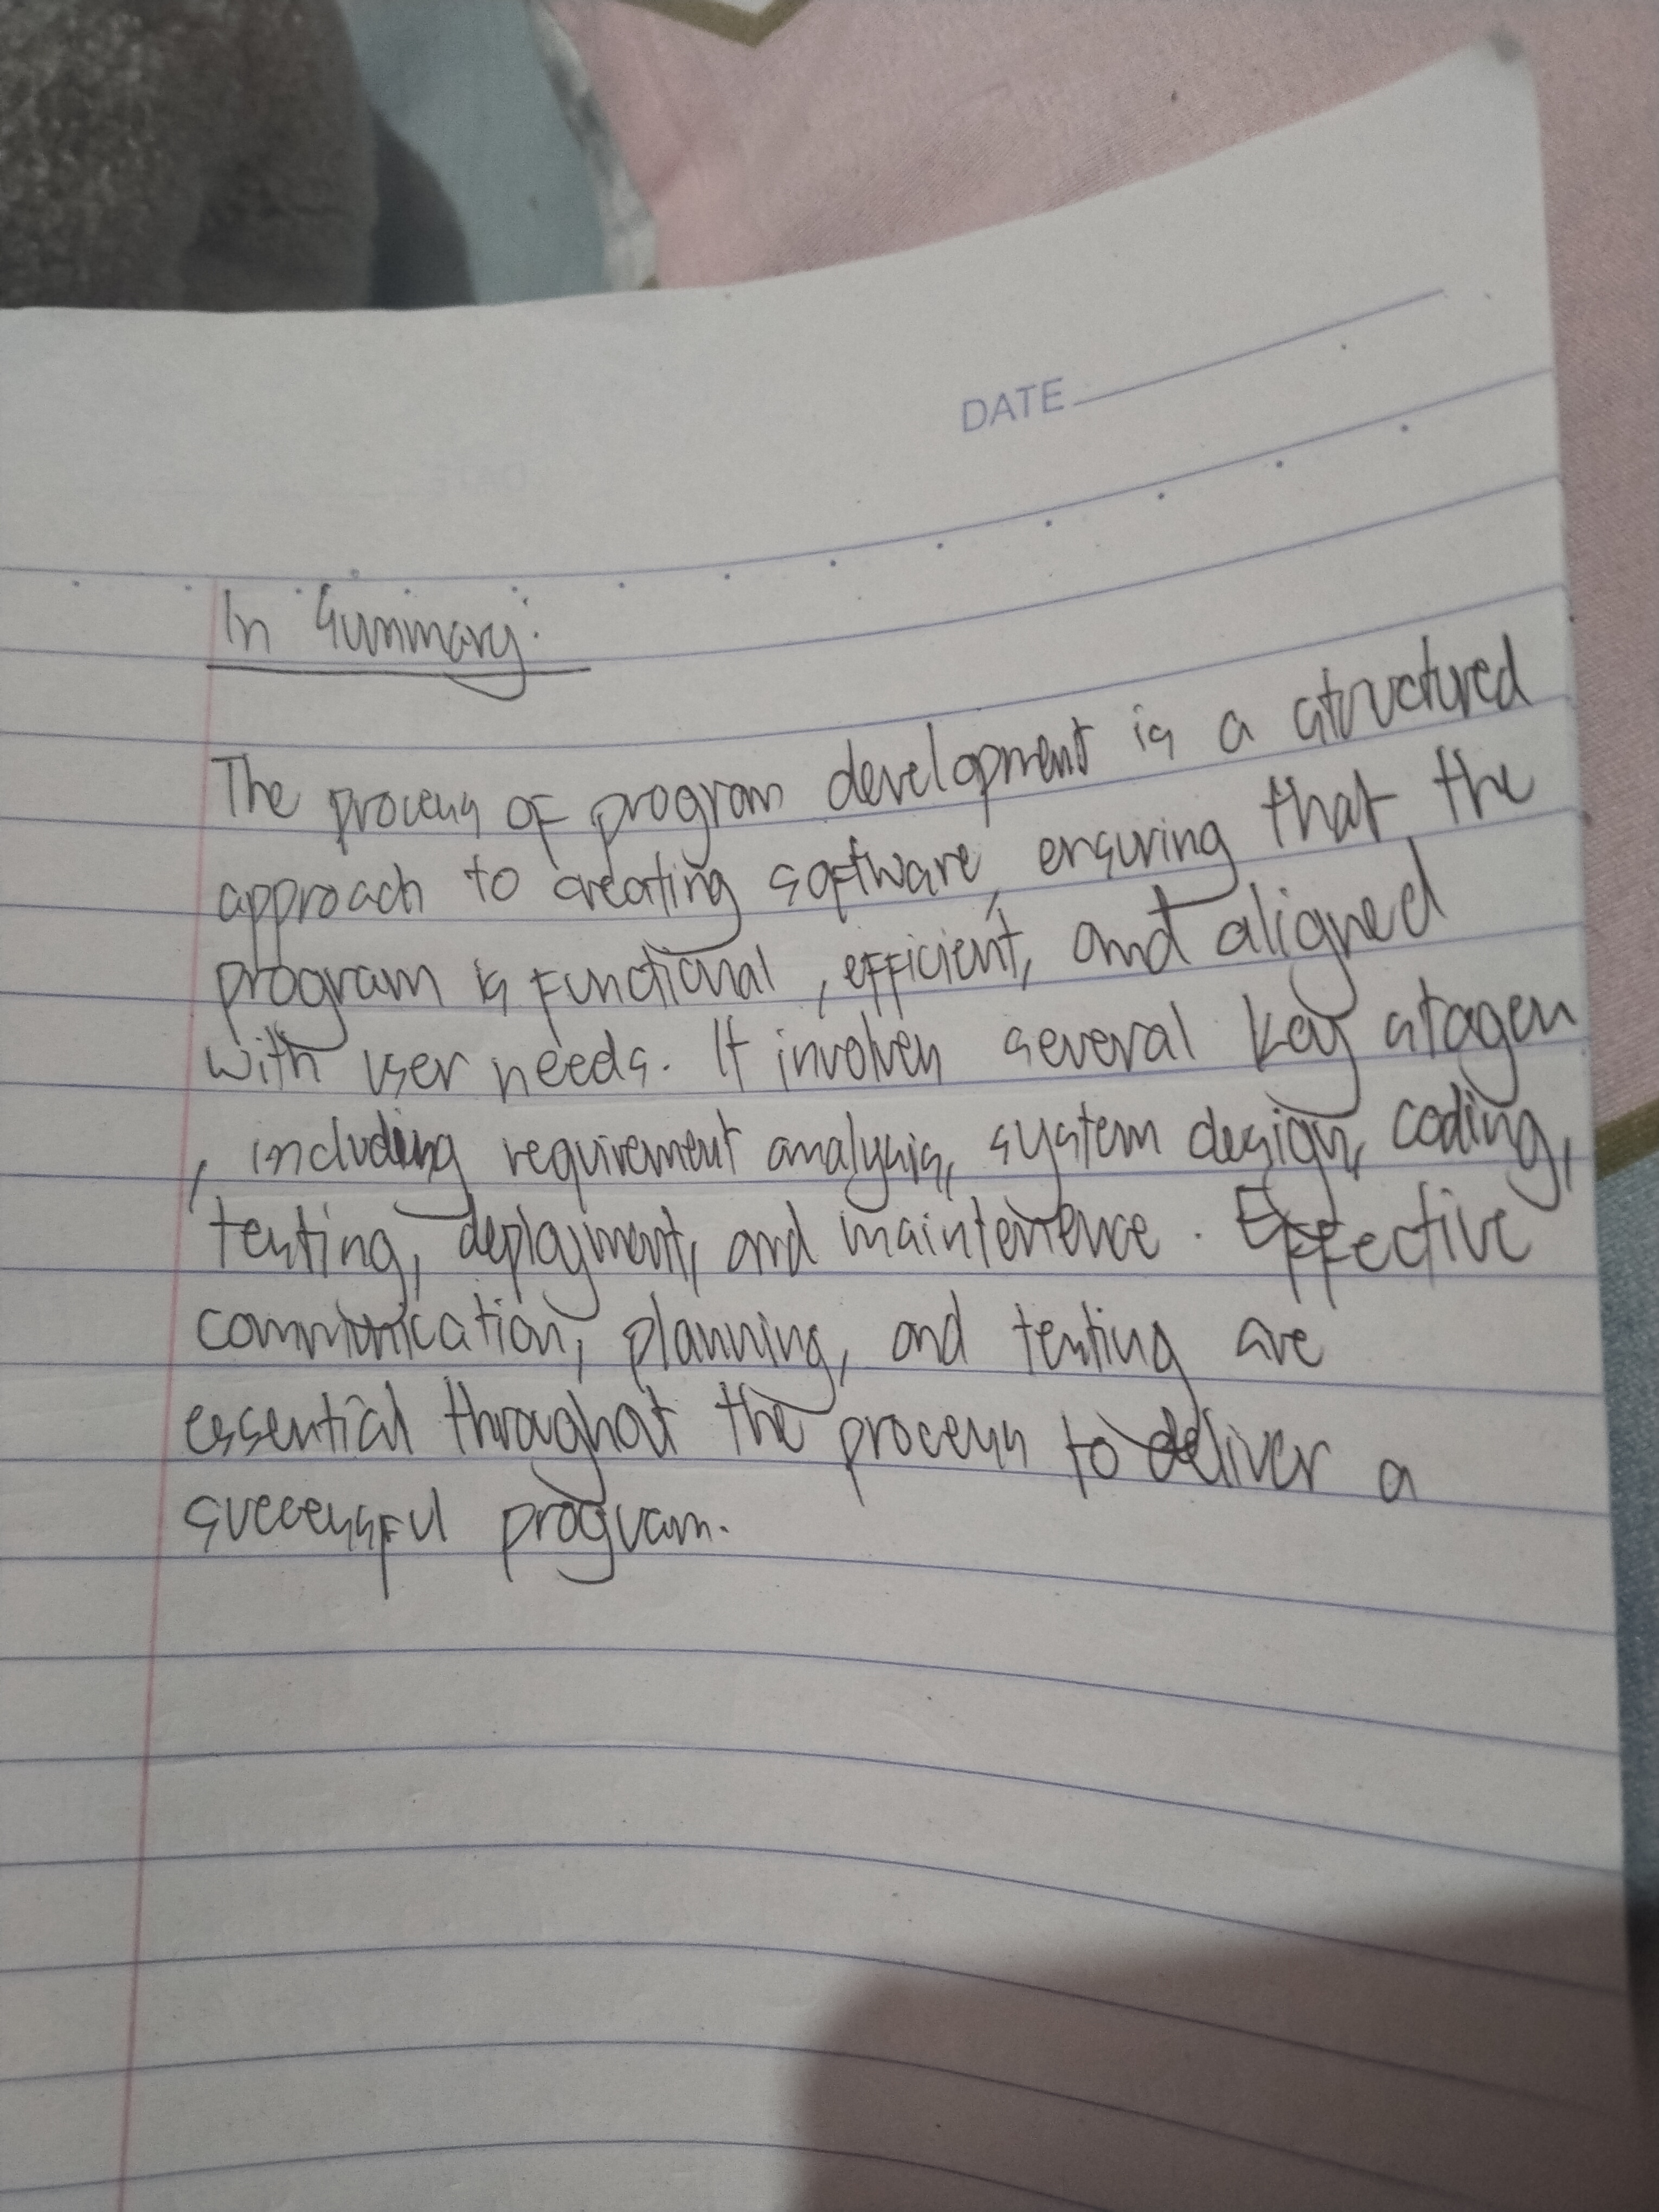 DATE
In Summary:
The process of program development is a structured
approach to creating software, ensuring that the
program is functional, efficient, and aligned
with user needs. It involves several key stages
, including requirement analysis, system design, coding,
testing, deployment, and maintenence. Effective
communication, planning, and testing are
essential throughot the process to deliver a
successful program.